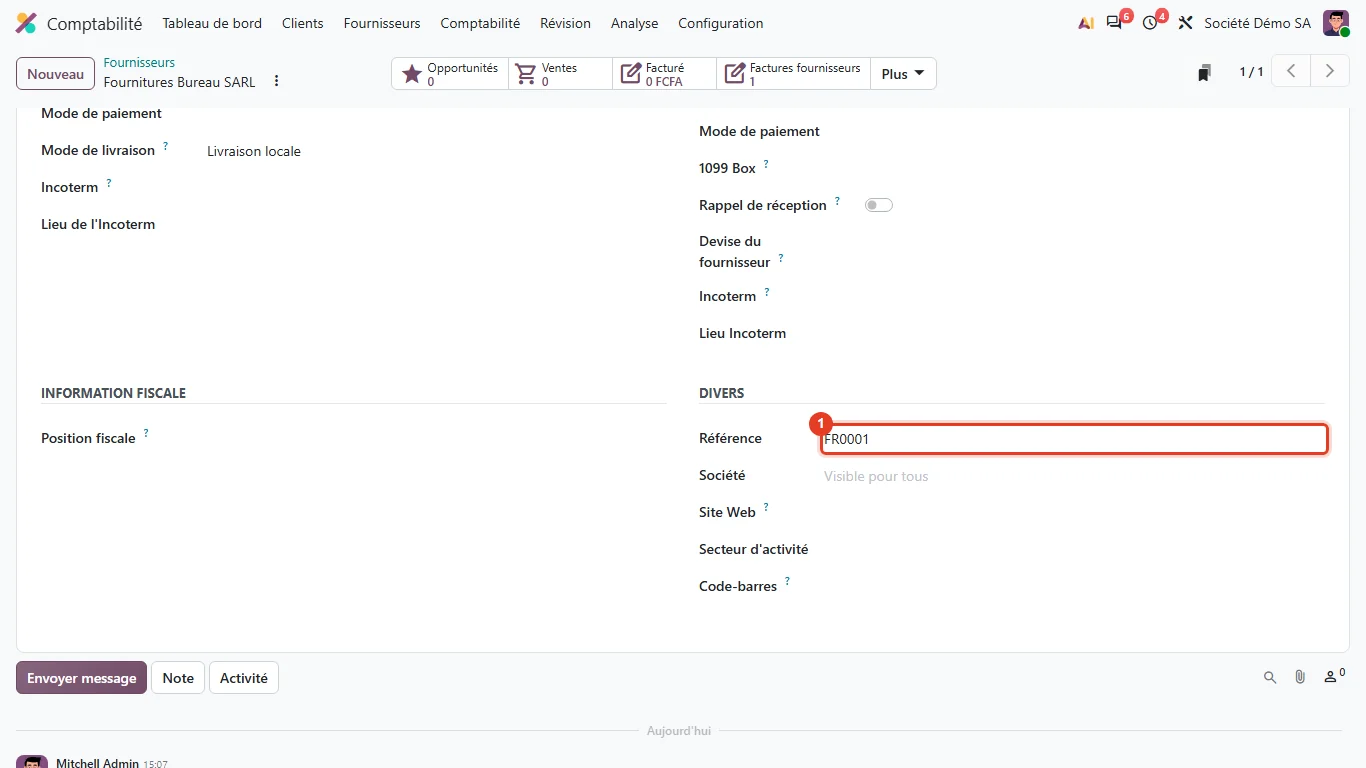 Comptabilité Tableau de bord Clients Fournisseurs Comptabilité Révision Analyse Configuration AI 6 4 Société Démo SA
Nouveau
Fournisseurs
Fournitures Bureau SARL
Opportunités
0
Ventes
0
Facturé
0 FCFA
Factures fournisseurs
1
Plus
1 / 1
Mode de paiement
Mode de livraison ? Livraison locale
Incoterm ?
Lieu de l'Incoterm
Mode de paiement
1099 Box ?
Rappel de réception ?
Devise du
fournisseur ?
Incoterm ?
Lieu Incoterm
INFORMATION FISCALE
Position fiscale ?
DIVERS
1
Référence FR0001
Société Visible pour tous
Site Web ?
Secteur d'activité
Code-barres ?
Envoyer message Note Activité 0
Aujourd'hui
Mitchell Admin 15:07